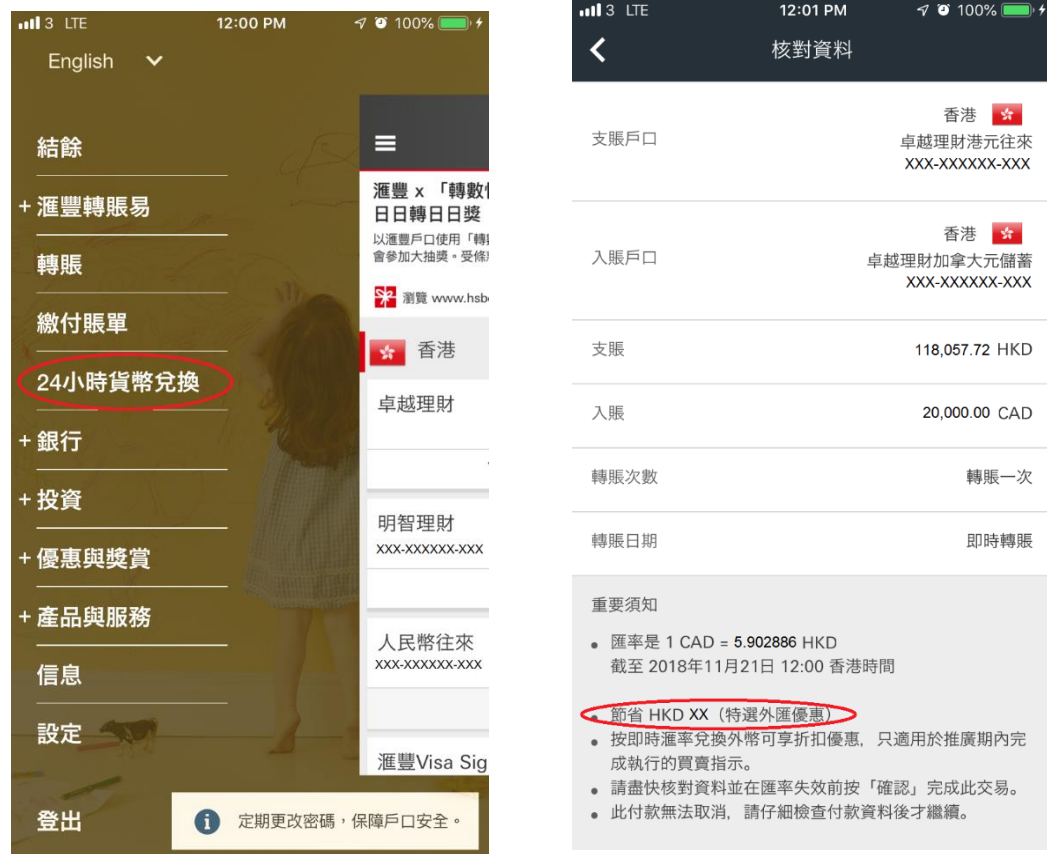 3 LTE 12:00 PM 100%
English
結餘
+ 滙豐轉賬易
轉賬
繳付賬單
24小時貨幣兌換
+ 銀行
+ 投資
+ 優惠與獎賞
+ 產品與服務
信息
設定
登出
滙豐 x 「轉數
日日轉日日獎
以滙豐戶口使用「轉
會參加大抽獎。受條
瀏覽 www.hsb
香港
卓越理財
明智理財
XXX-XXXXXX-XXX
人民幣往來
XXX-XXXXXX-XXX
滙豐Visa Sig
定期更改密碼,保障戶口安全。
3 LTE 12:01 PM 100%
核對資料
支賬戶口
香港
卓越理財港元往來
XXX-XXXXXX-XXX
入賬戶口
香港
卓越理財加拿大元儲蓄
XXX-XXXXXX-XXX
支賬 118,057.72 HKD
入賬 20,000.00 CAD
轉賬次數 轉賬一次
轉賬日期 即時轉賬
重要須知
• 匯率是 1 CAD = 5.902886 HKD
截至 2018年11月21日 12:00 香港時間
• 節省 HKD XX(特選外匯優惠)
• 按即時滙率兌換外幣可享折扣優惠,只適用於推廣期內完
成執行的買賣指示。
• 請盡快核對資料並在匯率失效前按「確認」完成此交易。
• 此付款無法取消,請仔細檢查付款資料後才繼續。